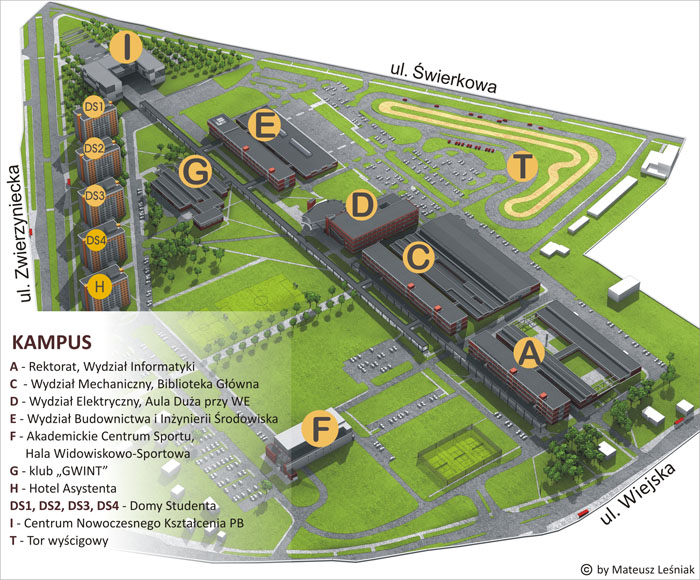 I
ul. Świerkowa
DS1
E
DS2
G
T
DS3
D
ul. Zwierzyniecka
DS4
C
H
A
F
ul. Wiejska
KAMPUS
A - Rektorat, Wydział Informatyki
C - Wydział Mechaniczny, Biblioteka Główna
D - Wydział Elektryczny, Aula Duża przy WE
E - Wydział Budownictwa i Inżynierii Środowiska
F - Akademickie Centrum Sportu,
Hala Widowiskowo-Sportowa
G - klub „GWINT”
H - Hotel Asystenta
DS1, DS2, DS3, DS4 - Domy Studenta
I - Centrum Nowoczesnego Kształcenia PB
T - Tor wyścigowy
© by Mateusz Leśniak